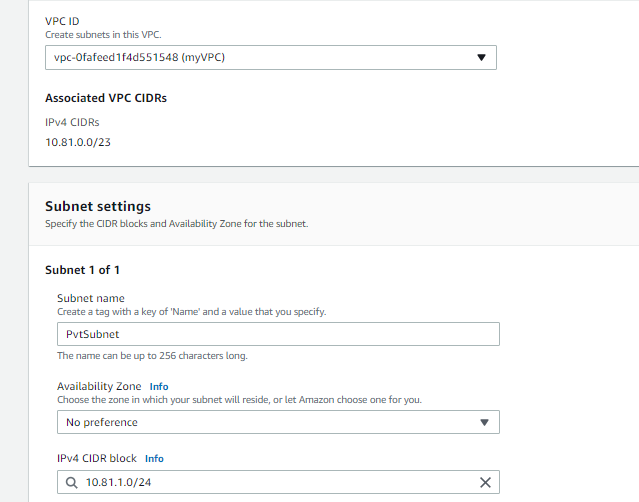 VPC ID
Create subnets in this VPC.
vpc-0fafeed1f4d551548 (myVPC)
Associated VPC CIDRs
IPv4 CIDRs
10.81.0.0/23
Subnet settings
Specify the CIDR blocks and Availability Zone for the subnet.
Subnet 1 of 1
Subnet name
Create a tag with a key of 'Name' and a value that you specify.
PvtSubnet
The name can be up to 256 characters long.
Availability Zone Info
Choose the zone in which your subnet will reside, or let Amazon choose one for you.
No preference
IPv4 CIDR block Info
10.81.1.0/24